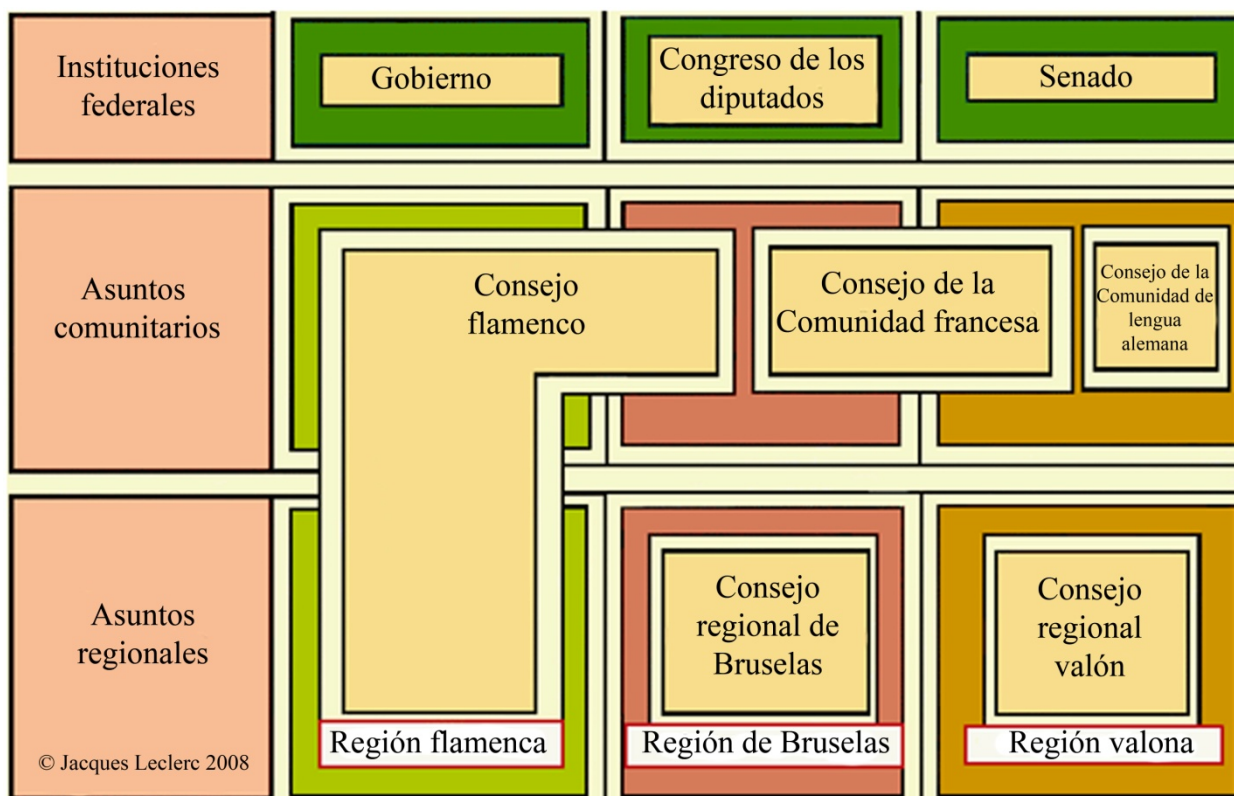 Instituciones
federales
Gobierno
Congreso de los
diputados
Senado
Asuntos
comunitarios
Consejo
flamenco
Consejo de la
Comunidad francesa
Consejo de la
Comunidad de
lengua
alemana
Asuntos
regionales
Consejo
regional de
Bruselas
Consejo
regional
valón
Región flamenca
Región de Bruselas
Región valona
© Jacques Leclerc 2008